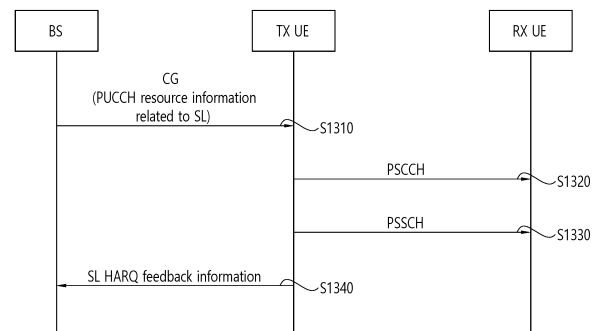 BS
TX UE
RX UE
CG
(PUCCH resource information
related to SL)
S1310
PSCCH
S1320
PSSCH
S1330
SL HARQ feedback information
S1340